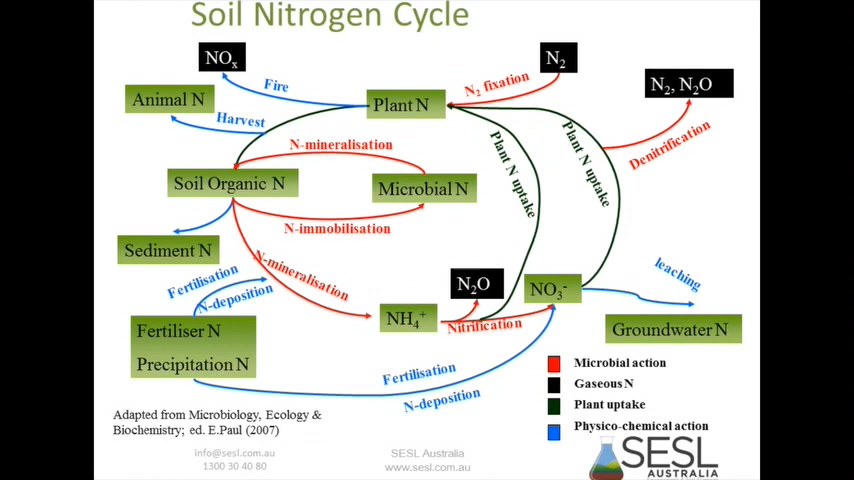 Soil Nitrogen Cycle
NOx
N2
N2, N2O
Fire
N2 fixation
Animal N
Plant N
Harvest
Plant N uptake
Plant N uptake
Denitrification
N-mineralisation
Soil Organic N
Microbial N
N-immobilisation
Sediment N
N-mineralisation
Fertilisation
N-deposition
N2O
NO3-
leaching
NH4+
Nitrification
Groundwater N
Fertiliser N
Precipitation N
Fertilisation
N-deposition
Microbial action
Gaseous N
Plant uptake
Physico-chemical action
Adapted from Microbiology, Ecology &
Biochemistry; ed. E.Paul (2007)
info@sesl.com.au
1300 30 40 80
SESL Australia
www.sesl.com.au
SESL
AUSTRALIA